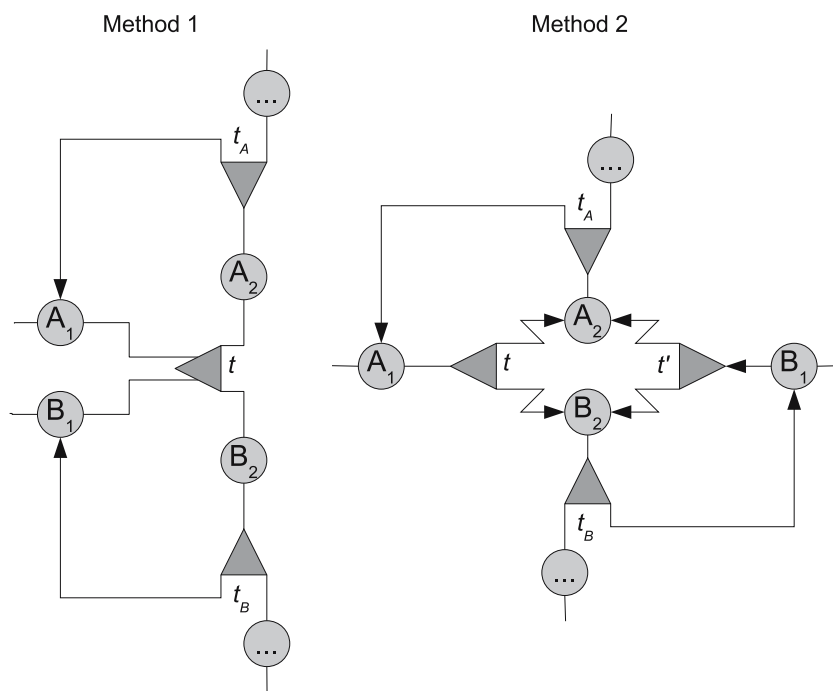 Method 1
Method 2
...
t_A
A_2
A_1
t
B_1
B_2
t_B
...
...
t_A
A_2
A_1
t
t'
B_1
B_2
t_B
...